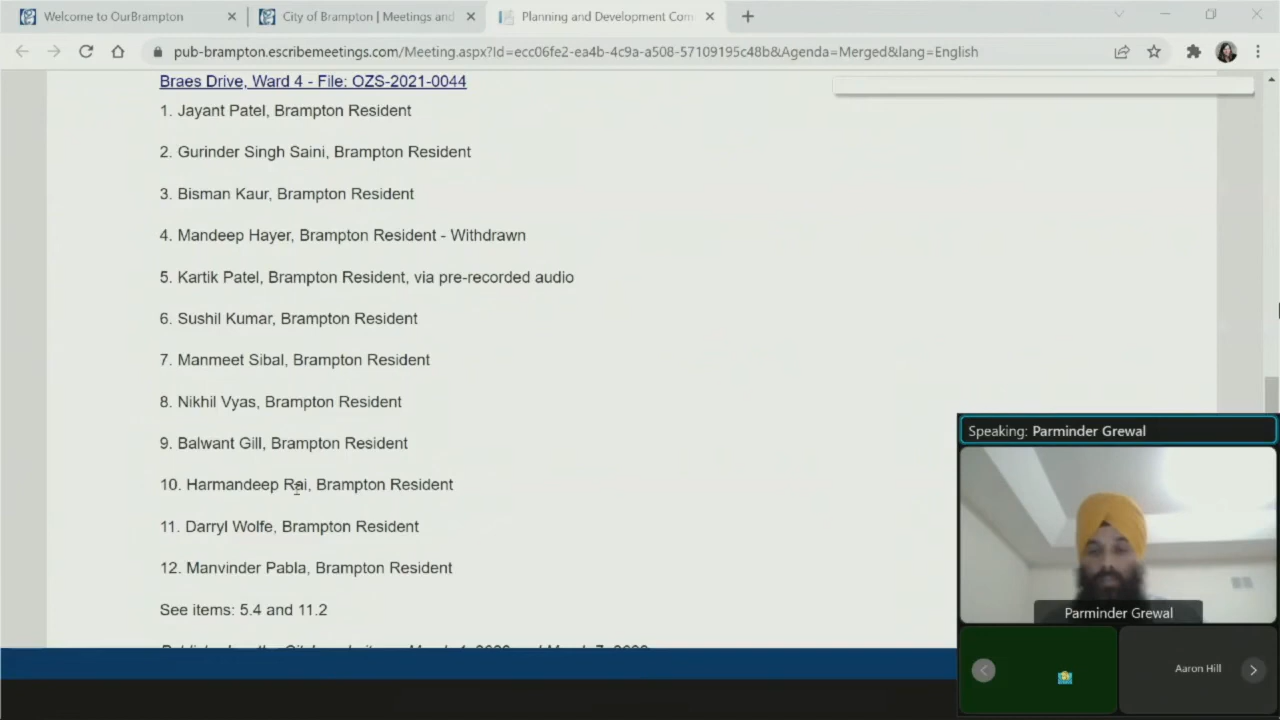 Welcome to OurBrampton
City of Brampton | Meetings and
Planning and Development Com
pub-brampton.escribemeetings.com/Meeting.aspx?Id=ecc06fe2-ea4b-4c9a-a508-57109195c48b&Agenda=Merged&lang=English
Braes Drive, Ward 4 - File: OZS-2021-0044
1. Jayant Patel, Brampton Resident
2. Gurinder Singh Saini, Brampton Resident
3. Bisman Kaur, Brampton Resident
4. Mandeep Hayer, Brampton Resident - Withdrawn
5. Kartik Patel, Brampton Resident, via pre-recorded audio
6. Sushil Kumar, Brampton Resident
7. Manmeet Sibal, Brampton Resident
8. Nikhil Vyas, Brampton Resident
9. Balwant Gill, Brampton Resident
10. Harmandeep Rai, Brampton Resident
11. Darryl Wolfe, Brampton Resident
12. Manvinder Pabla, Brampton Resident
See items: 5.4 and 11.2
Speaking: Parminder Grewal
Parminder Grewal
Aaron Hill